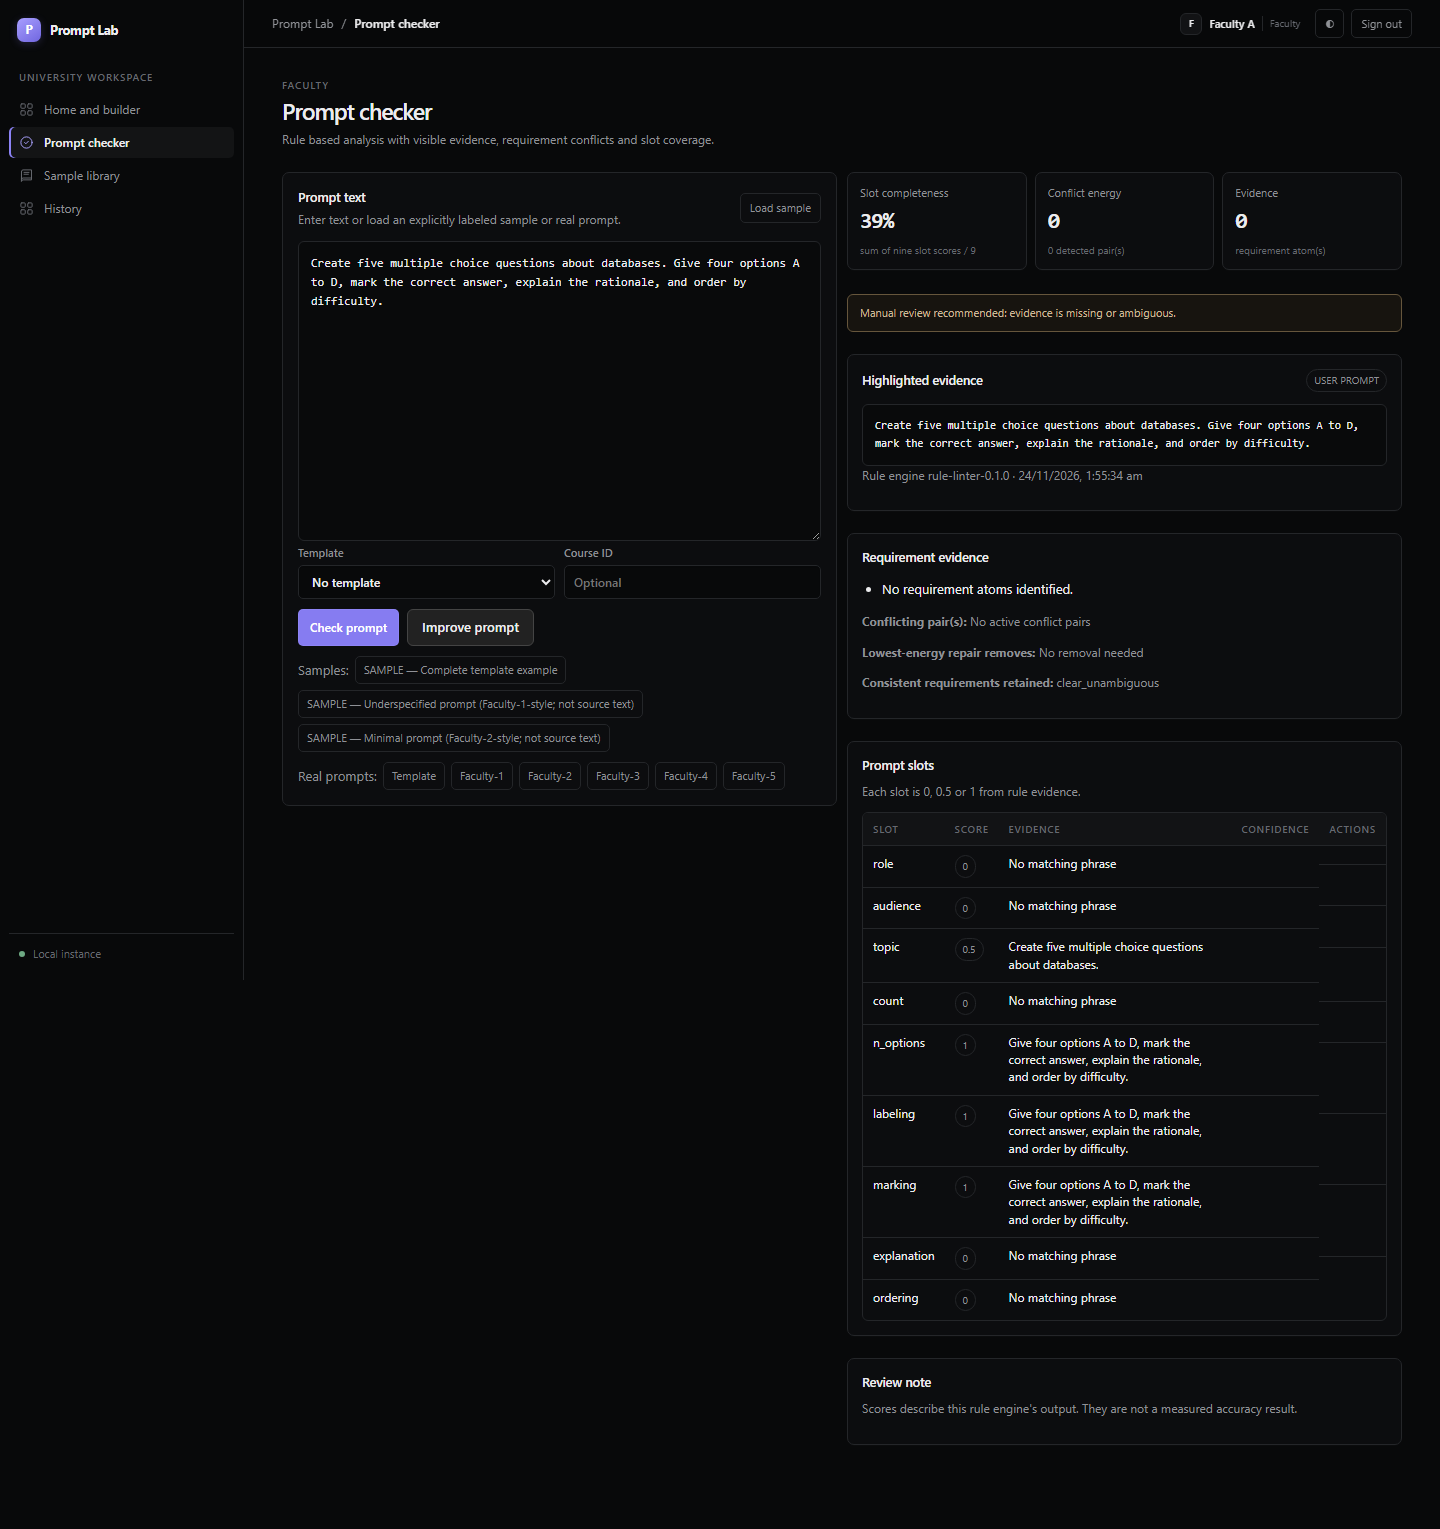 P Prompt Lab
UNIVERSITY WORKSPACE
Home and builder
Prompt checker
Sample library
History
Local instance
Prompt Lab / Prompt checker
F Faculty A Faculty Sign out
FACULTY
Prompt checker
Rule based analysis with visible evidence, requirement conflicts and slot coverage.
Prompt text
Enter text or load an explicitly labeled sample or real prompt.
Load sample
Create five multiple choice questions about databases. Give four options A
to D, mark the correct answer, explain the rationale, and order by
difficulty.
Template Course ID
No template Optional
Check prompt Improve prompt
Samples: SAMPLE — Complete template example
SAMPLE — Underspecified prompt (Faculty-1-style; not source text)
SAMPLE — Minimal prompt (Faculty-2-style; not source text)
Real prompts: Template Faculty-1 Faculty-2 Faculty-3 Faculty-4 Faculty-5
Slot completeness
39%
sum of nine slot scores / 9
Conflict energy
0
0 detected pair(s)
Evidence
0
requirement atom(s)
Manual review recommended: evidence is missing or ambiguous.
Highlighted evidence USER PROMPT
Create five multiple choice questions about databases. Give four options A to D,
mark the correct answer, explain the rationale, and order by difficulty.
Rule engine rule-linter-0.1.0 · 24/11/2026, 1:55:34 am
Requirement evidence
• No requirement atoms identified.
Conflicting pair(s): No active conflict pairs
Lowest-energy repair removes: No removal needed
Consistent requirements retained: clear_unambiguous
Prompt slots
Each slot is 0, 0.5 or 1 from rule evidence.
SLOT SCORE EVIDENCE CONFIDENCE ACTIONS
role 0 No matching phrase
audience 0 No matching phrase
topic 0.5 Create five multiple choice questions
about databases.
count 0 No matching phrase
n_options 1 Give four options A to D, mark the
correct answer, explain the rationale,
and order by difficulty.
labeling 1 Give four options A to D, mark the
correct answer, explain the rationale,
and order by difficulty.
marking 1 Give four options A to D, mark the
correct answer, explain the rationale,
and order by difficulty.
explanation 0 No matching phrase
ordering 0 No matching phrase
Review note
Scores describe this rule engine's output. They are not a measured accuracy result.